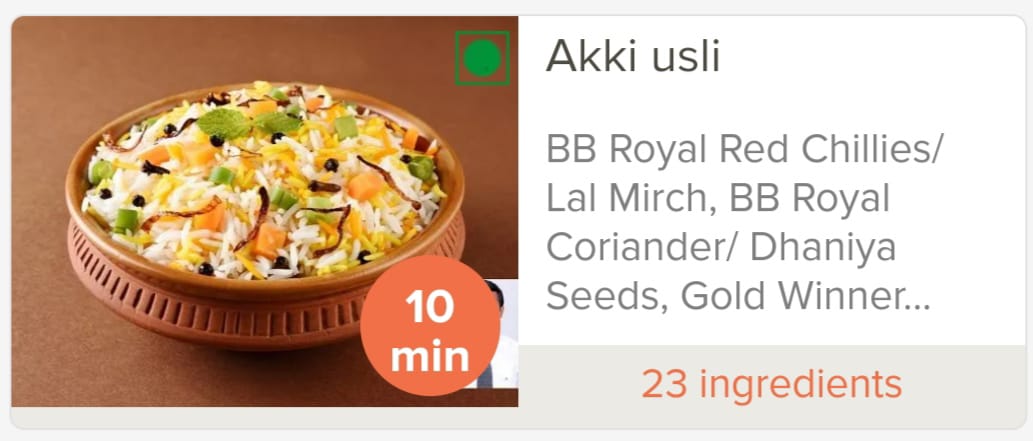 Akki usli
BB Royal Red Chillies/
Lal Mirch, BB Royal
Coriander/ Dhaniya
Seeds, Gold Winner...
10
min
23 ingredients